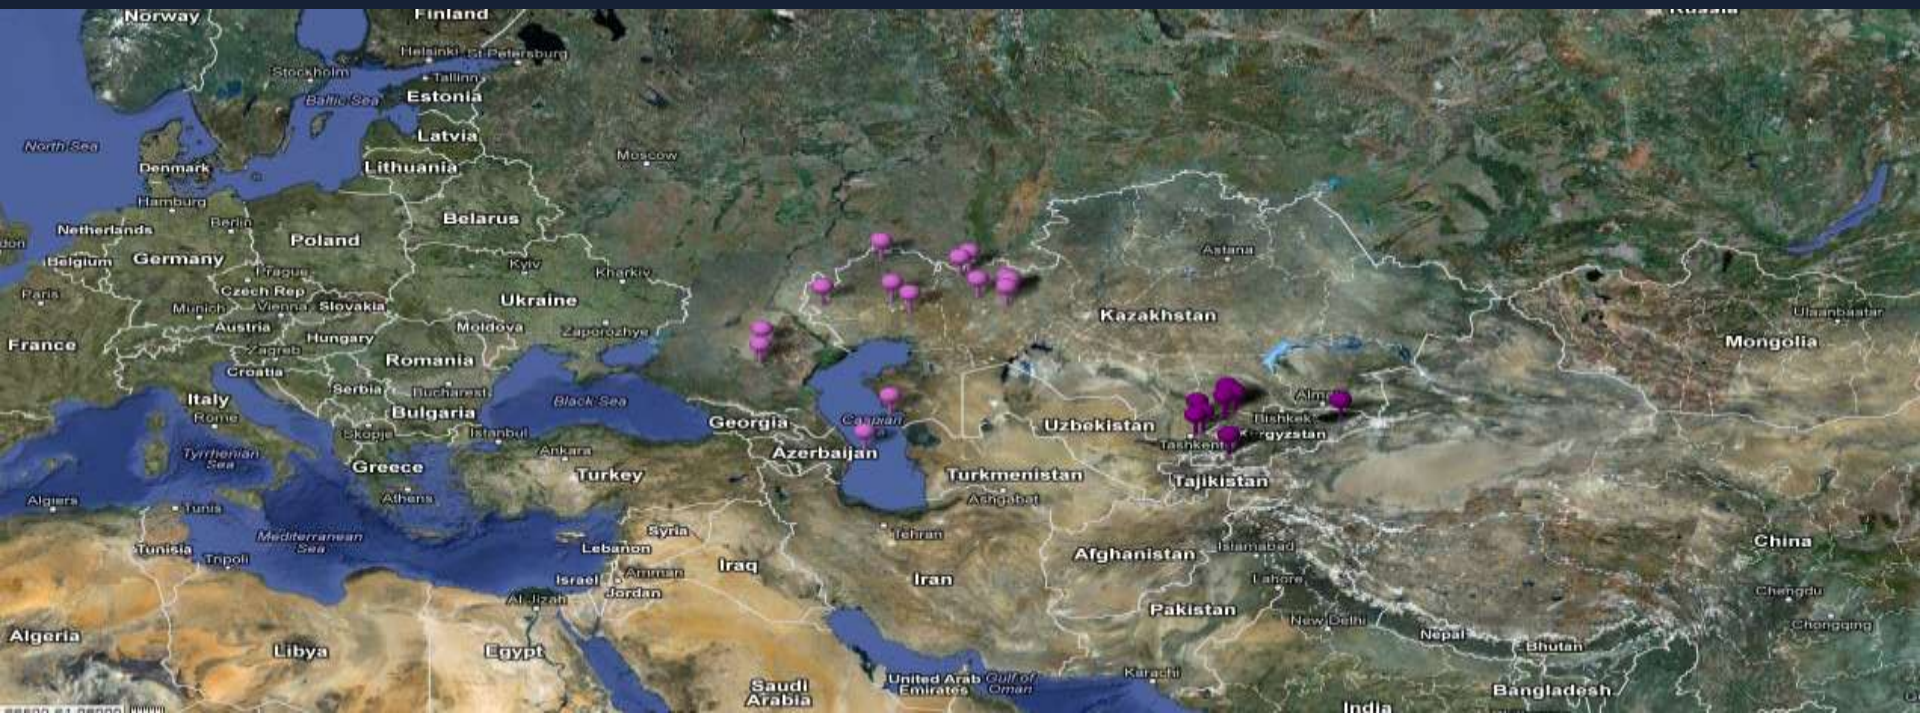 Norway
Finland
Helsinki
St-Petersburg
Stockholm
Tallinn
Baltic Sea
Estonia
North Sea
Latvia
Moscow
Denmark
Lithuania
Hamburg
Belarus
Netherlands
Berlin
Poland
Astana
Belgium
Germany
Kyiv
Kharkiv
Prague
Paris
Czech Rep
Ukraine
Munich
Vienna
Slovakia
Kazakhstan
Ulaanbaatar
Austria
Hungary
Moldova
Zaporozhye
Mongolia
France
Zagreb
Romania
Croatia
Serbia
Bucharest
Italy
Black Sea
Rome
Bulgaria
Bishkek
Georgia
Caspian
Uzbekistan
Skopje
Istanbul
Tashkent
Tyrrhenian
Sea
Ankara
Azerbaijan
Greece
Turkey
Turkmenistan
Tajikistan
Algiers
Athens
Ashgabat
Tunis
Mediterranean
Sea
Syria
Tehran
China
Tunisia
Lebanon
Islamabad
Tripoli
Iraq
Afghanistan
Israel
Amman
Iran
Lahore
Jordan
Chengdu
Al Jizah
Pakistan
New Delhi
Chongqing
Algeria
Nepal
Libya
Egypt
Bhutan
Karachi
United Arab
Emirates
Gulf of
Oman
Saudi
Arabia
Bangladesh
India